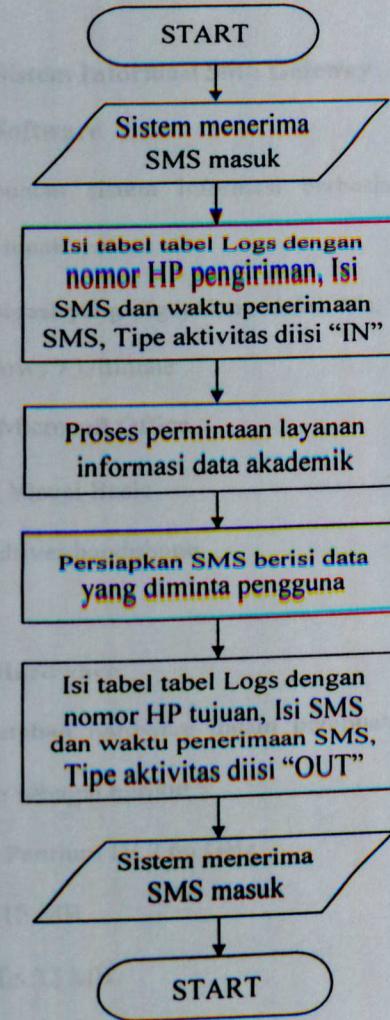 START
Sistem menerima
SMS masuk
Isi tabel tabel Logs dengan
nomor HP pengiriman, Isi
SMS dan waktu penerimaan
SMS, Tipe aktivitas diisi “IN”
Proses permintaan layanan
informasi data akademik
Persiapkan SMS berisi data
yang diminta pengguna
Isi tabel tabel Logs dengan
nomor HP tujuan, Isi SMS
dan waktu penerimaan SMS,
Tipe aktivitas diisi “OUT”
Sistem menerima
SMS masuk
START